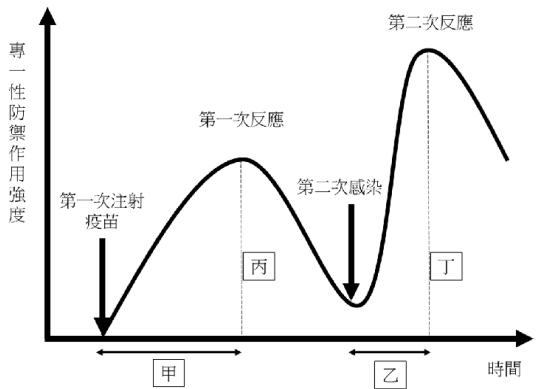 專一性防禦作用強度
第二次反應
第一次反應
第二次感染
第一次注射
疫苗
丙
丁
甲
乙
時間